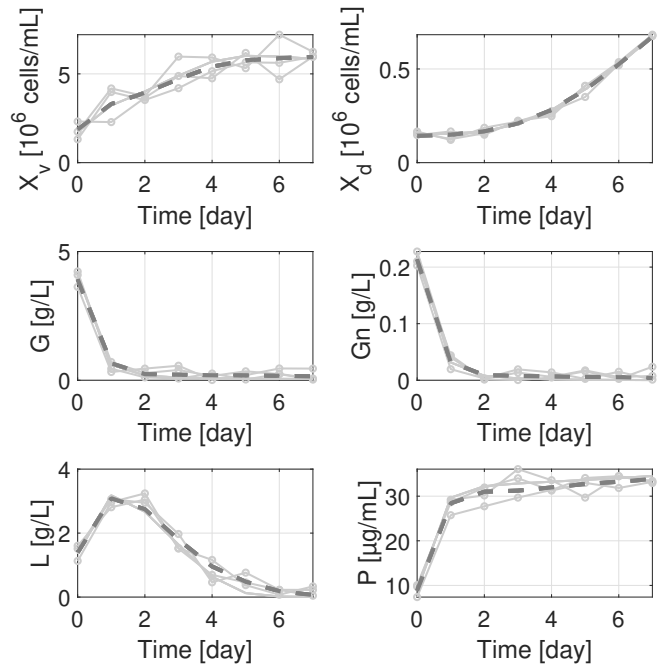 X_v [10^6 cells/mL]
5
0
0 2 4 6
Time [day]
X_d [10^6 cells/mL]
0.5
0
0 2 4 6
Time [day]
G [g/L]
5
0
0 2 4 6
Time [day]
Gn [g/L]
0.2
0.1
0
0 2 4 6
Time [day]
L [g/L]
4
2
0
0 2 4 6
Time [day]
P [µg/mL]
30
20
10
0 2 4 6
Time [day]